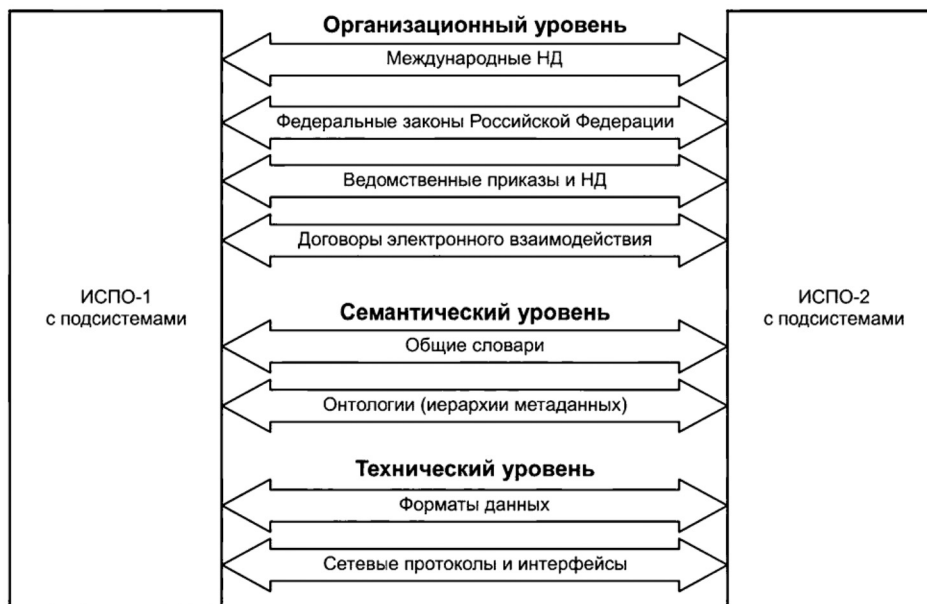 Организационный уровень
Международные НД
Федеральные законы Российской Федерации
Ведомственные приказы и НД
Договоры электронного взаимодействия
ИСПО-1
с подсистемами
ИСПО-2
с подсистемами
Семантический уровень
Общие словари
Онтологии (иерархии метаданных)
Технический уровень
Форматы данных
Сетевые протоколы и интерфейсы